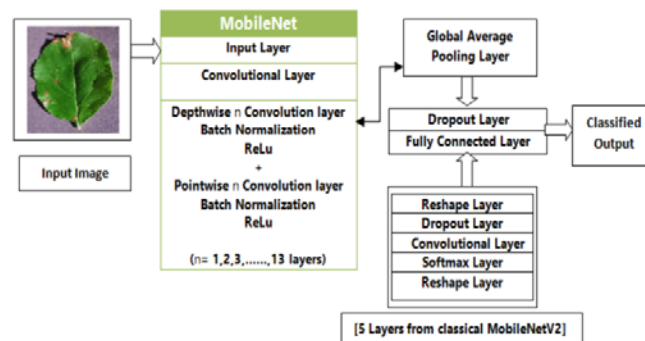 MobileNet
Input Layer
Convolutional Layer
Depthwise n Convolution layer
Batch Normalization
ReLu
+
Pointwise n Convolution layer
Batch Normalization
ReLu
(n= 1,2,3,......,13 layers)
Input Image
Global Average
Pooling Layer
Dropout Layer
Fully Connected Layer
Classified
Output
Reshape Layer
Dropout Layer
Convolutional Layer
Softmax Layer
Reshape Layer
[5 Layers from classical MobileNetV2]